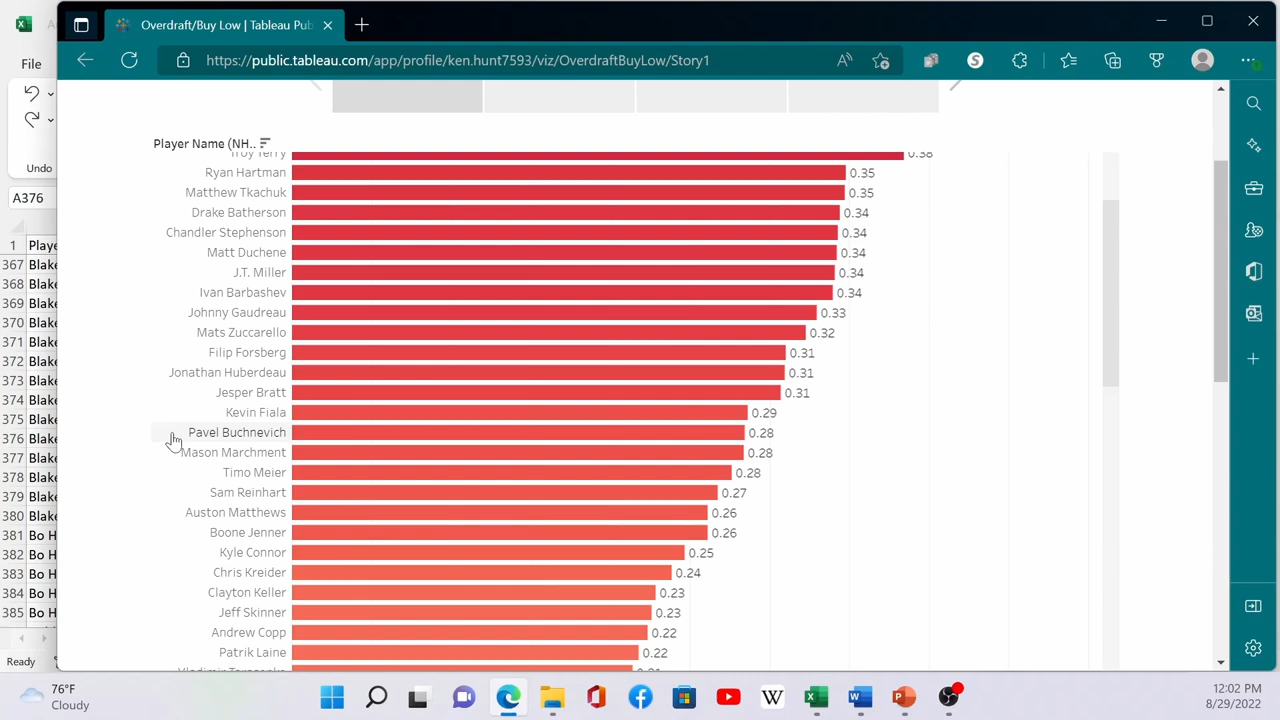 Overdraft/Buy Low | Tableau Pub
https://public.tableau.com/app/profile/ken.hunt7593/viz/OverdraftBuyLow/Story1
File
Undo
A376
1 Playe
367 Blake
368 Blake
369 Blake
370 Blake
371 Blake
372 Blake
373 Blake
374 Blake
375 Blake
376 Blake
377 Blake
378 Blake
379 Blake
380 Blake
381 Bo H
382 Bo H
383 Bo H
384 Bo H
385 Bo H
Ready
Player Name (NH..
Troy Terry 0.38
Ryan Hartman 0.35
Matthew Tkachuk 0.35
Drake Batherson 0.34
Chandler Stephenson 0.34
Matt Duchene 0.34
J.T. Miller 0.34
Ivan Barbashev 0.34
Johnny Gaudreau 0.33
Mats Zuccarello 0.32
Filip Forsberg 0.31
Jonathan Huberdeau 0.31
Jesper Bratt 0.31
Kevin Fiala 0.29
Pavel Buchnevich 0.28
Mason Marchment 0.28
Timo Meier 0.28
Sam Reinhart 0.27
Auston Matthews 0.26
Boone Jenner 0.26
Kyle Connor 0.25
Chris Kreider 0.24
Clayton Keller 0.23
Jeff Skinner 0.23
Andrew Copp 0.22
Patrik Laine 0.22
76°F
Cloudy
12:02 PM
8/29/2022